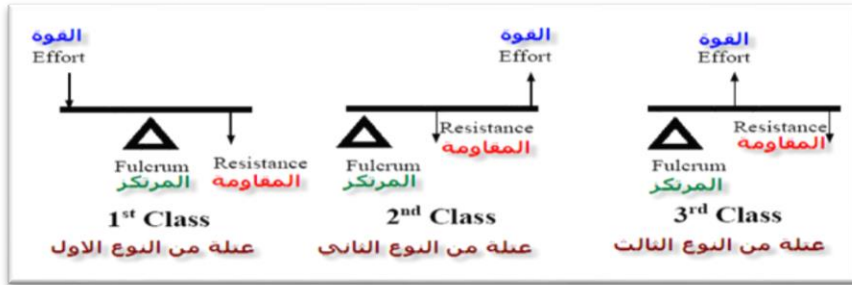 القوة
Effort
Fulcrum
المرتكز
Resistance
المقاومة
1st Class
عتلة من النوع الاول
القوة
Effort
Resistance
المقاومة
Fulcrum
المرتكز
2nd Class
عتلة من النوع الثانى
القوة
Effort
Resistance
المقاومة
Fulcrum
المرتكز
3rd Class
عتلة من النوع الثالث